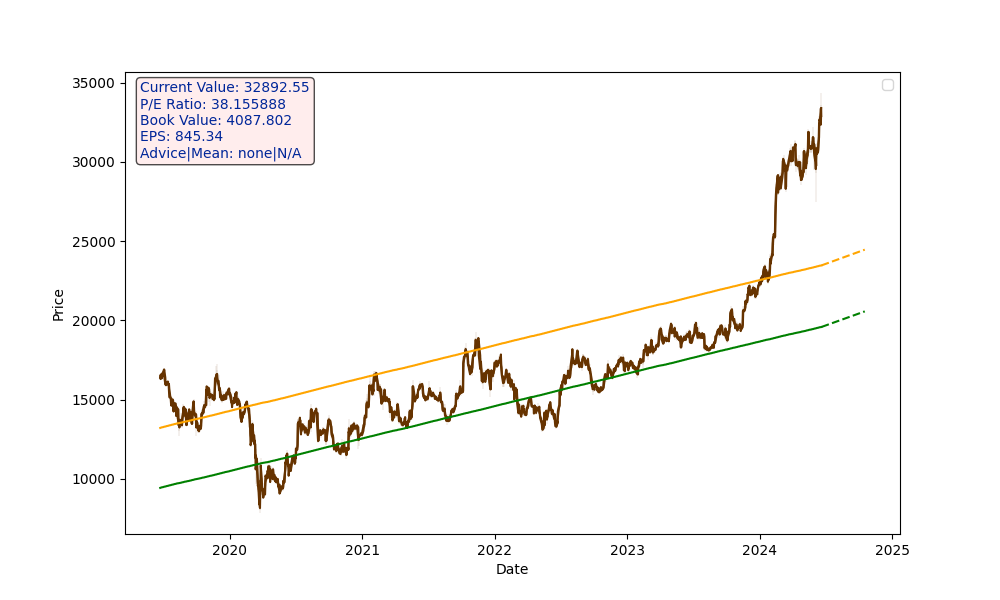 Current Value: 32892.55
P/E Ratio: 38.155888
Book Value: 4087.802
EPS: 845.34
Advice|Mean: none|N/A
35000
30000
25000
20000
15000
10000
Price
2020 2021 2022 2023 2024 2025
Date